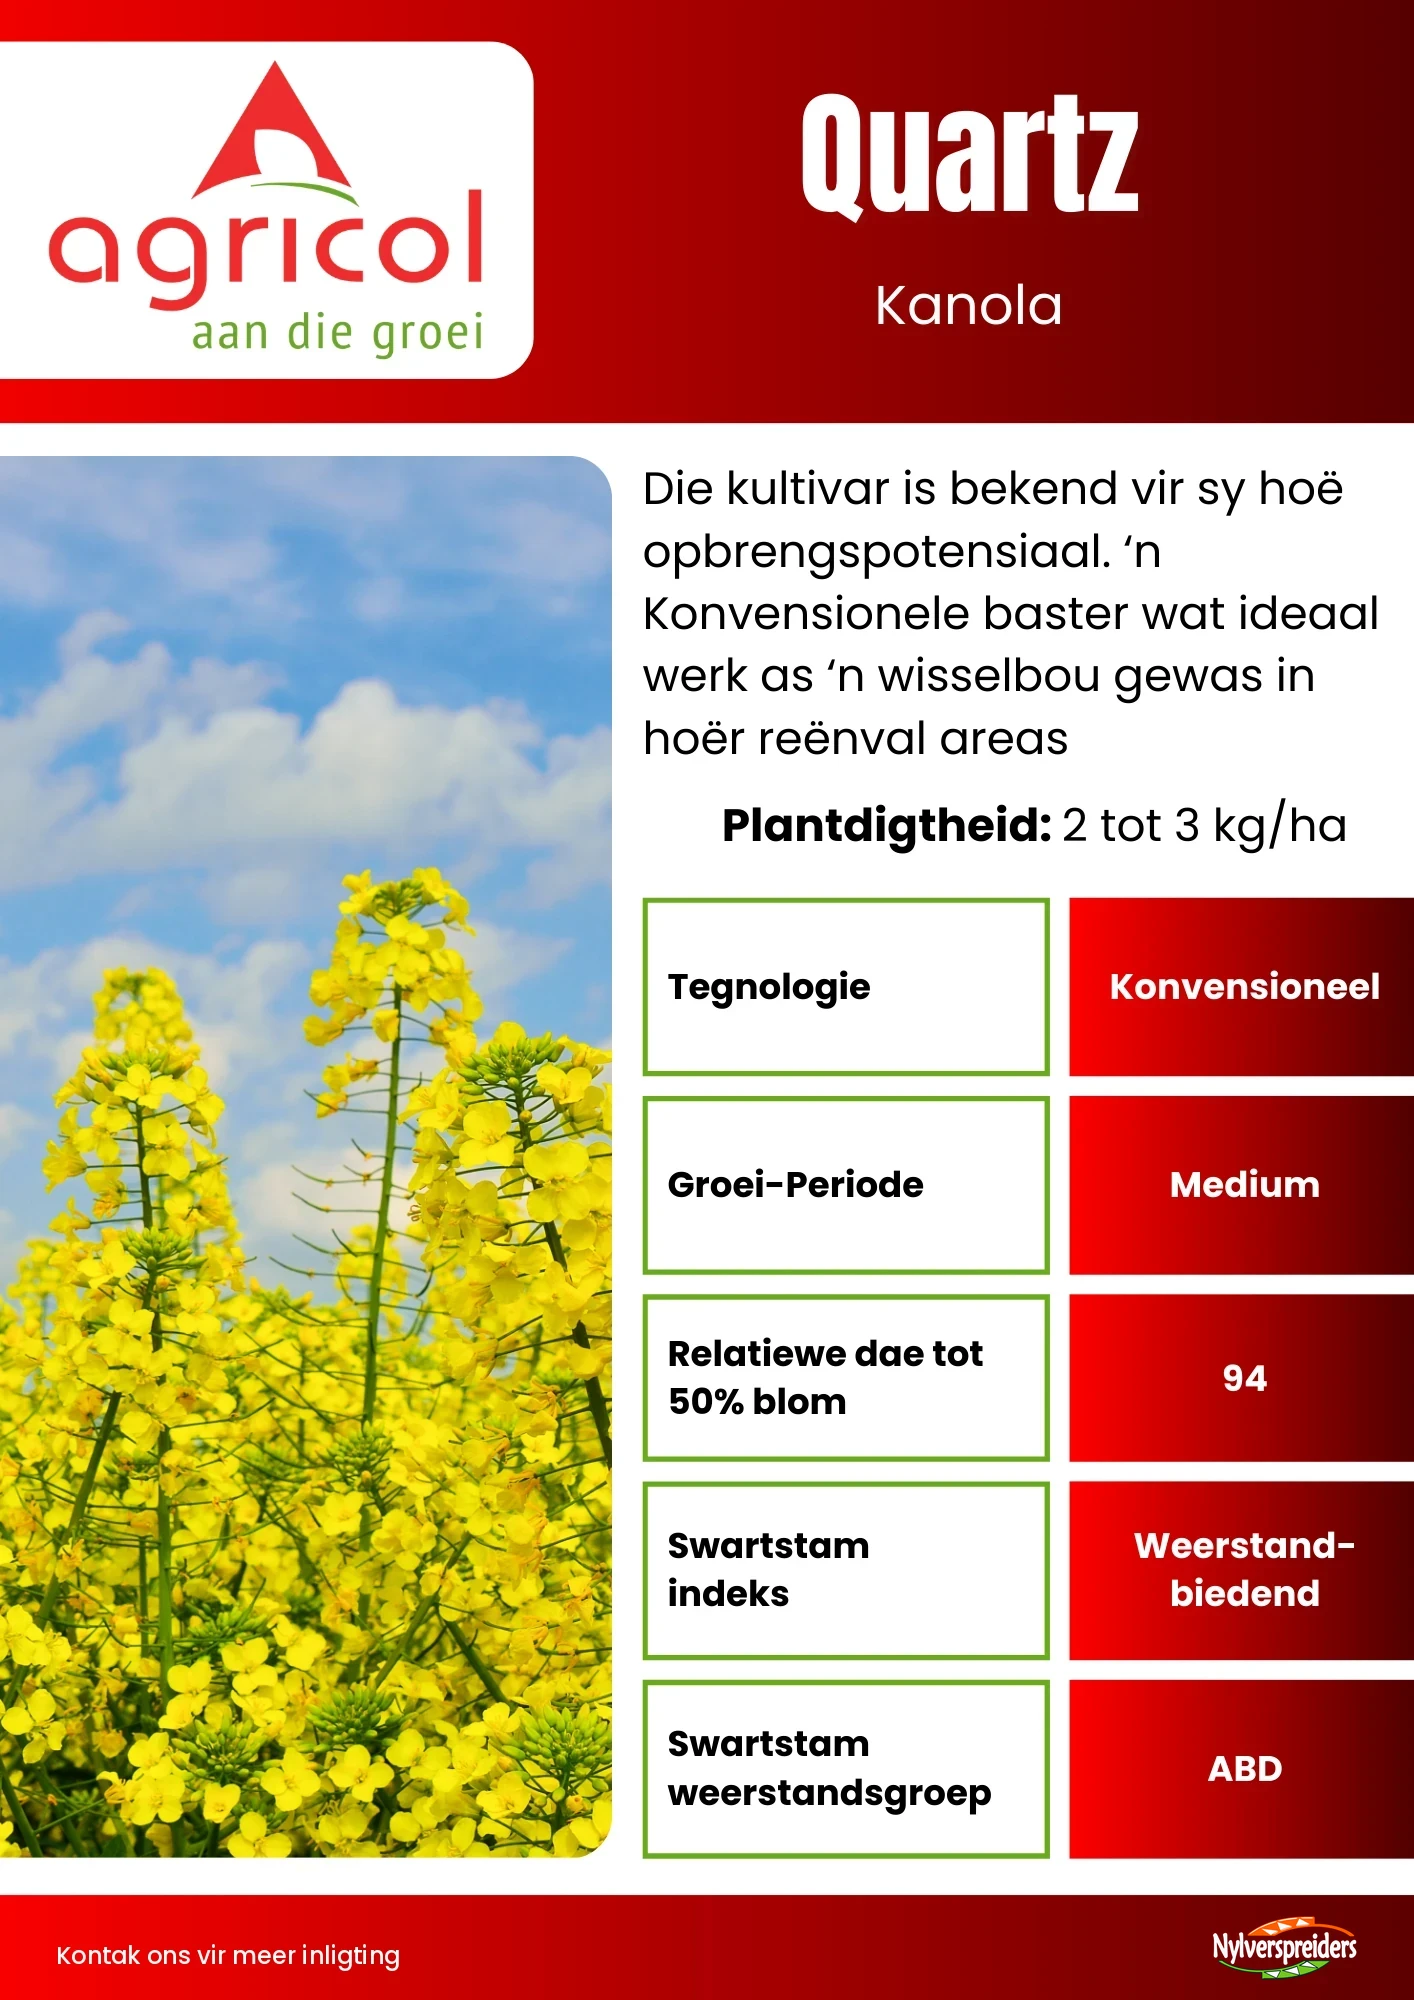 agricol
aan die groei
Quartz
Kanola
Die kultivar is bekend vir sy hoë
opbrengspotensiaal. ‘n
Konvensionele baster wat ideaal
werk as ‘n wisselbou gewas in
hoër reënval areas
Plantdigtheid: 2 tot 3 kg/ha
Tegnologie
Konvensioneel
Groei-Periode
Medium
Relatiewe dae tot
50% blom
94
Swartstam
indeks
Weerstand-
biedend
Swartstam
weerstandsgroep
ABD
Kontak ons vir meer inligting
Nylverspreiders